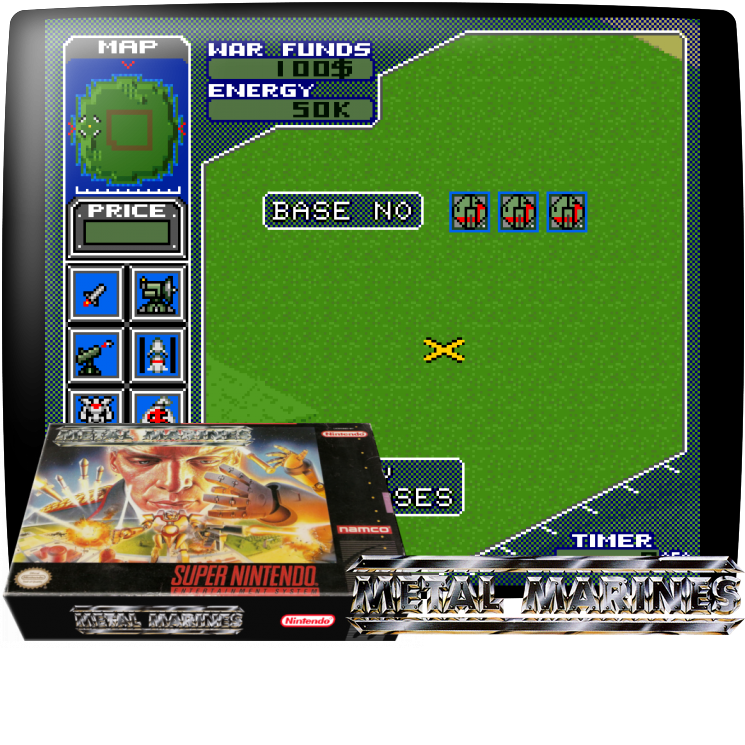 MAP
WAR FUNDS
100$
ENERGY
50K
PRICE
BASE NO
SES
TIMER
METAL MARINES
Nintendo
namco
SUPER NINTENDO
ENTERTAINMENT SYSTEM
METAL MARINES
Nintendo
METAL MARINES